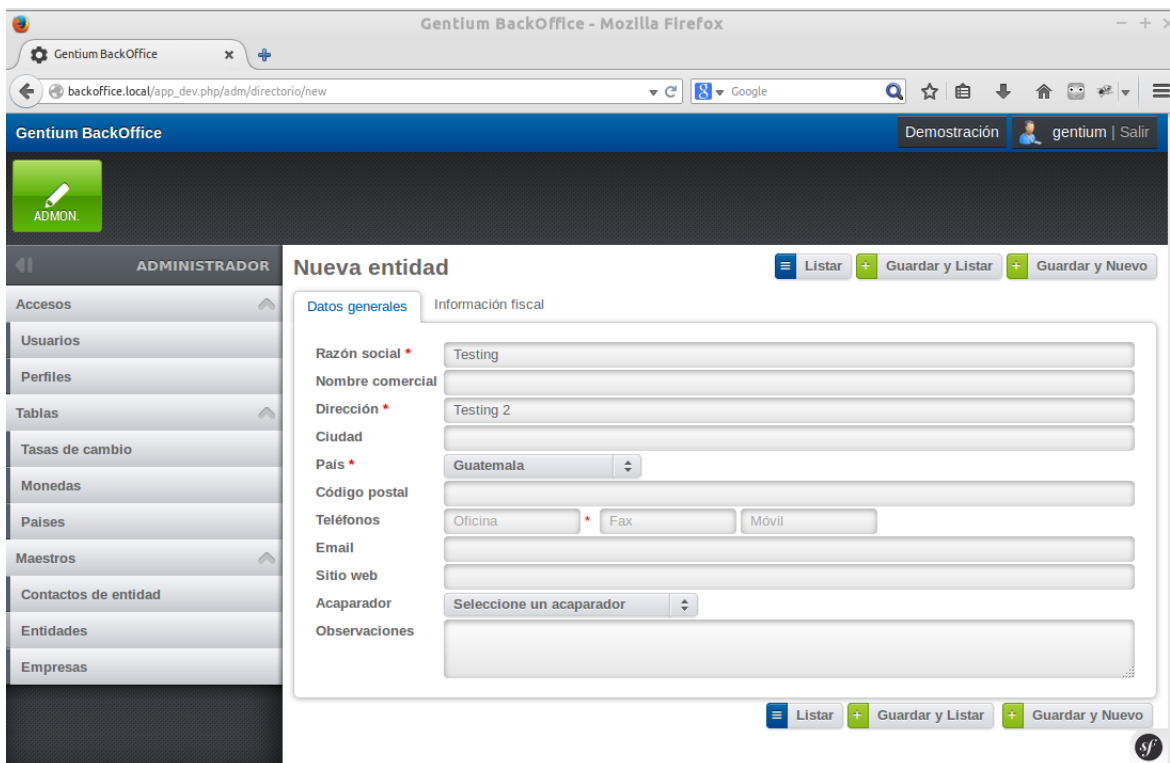 Gentium BackOffice - Mozilla Firefox
Gentium BackOffice
backoffice.local/app_dev.php/adm/directorio/new
Google
Gentium BackOffice
Demostración
gentium | Salir
ADMON.
ADMINISTRADOR
Accesos
Usuarios
Perfiles
Tablas
Tasas de cambio
Monedas
Paises
Maestros
Contactos de entidad
Entidades
Empresas
Nueva entidad
Listar
Guardar y Listar
Guardar y Nuevo
Datos generales
Información fiscal
Razón social * Testing
Nombre comercial
Dirección * Testing 2
Ciudad
País * Guatemala
Código postal
Teléfonos Oficina * Fax Móvil
Email
Sitio web
Acaparador Seleccione un acaparador
Observaciones
Listar
Guardar y Listar
Guardar y Nuevo
sf